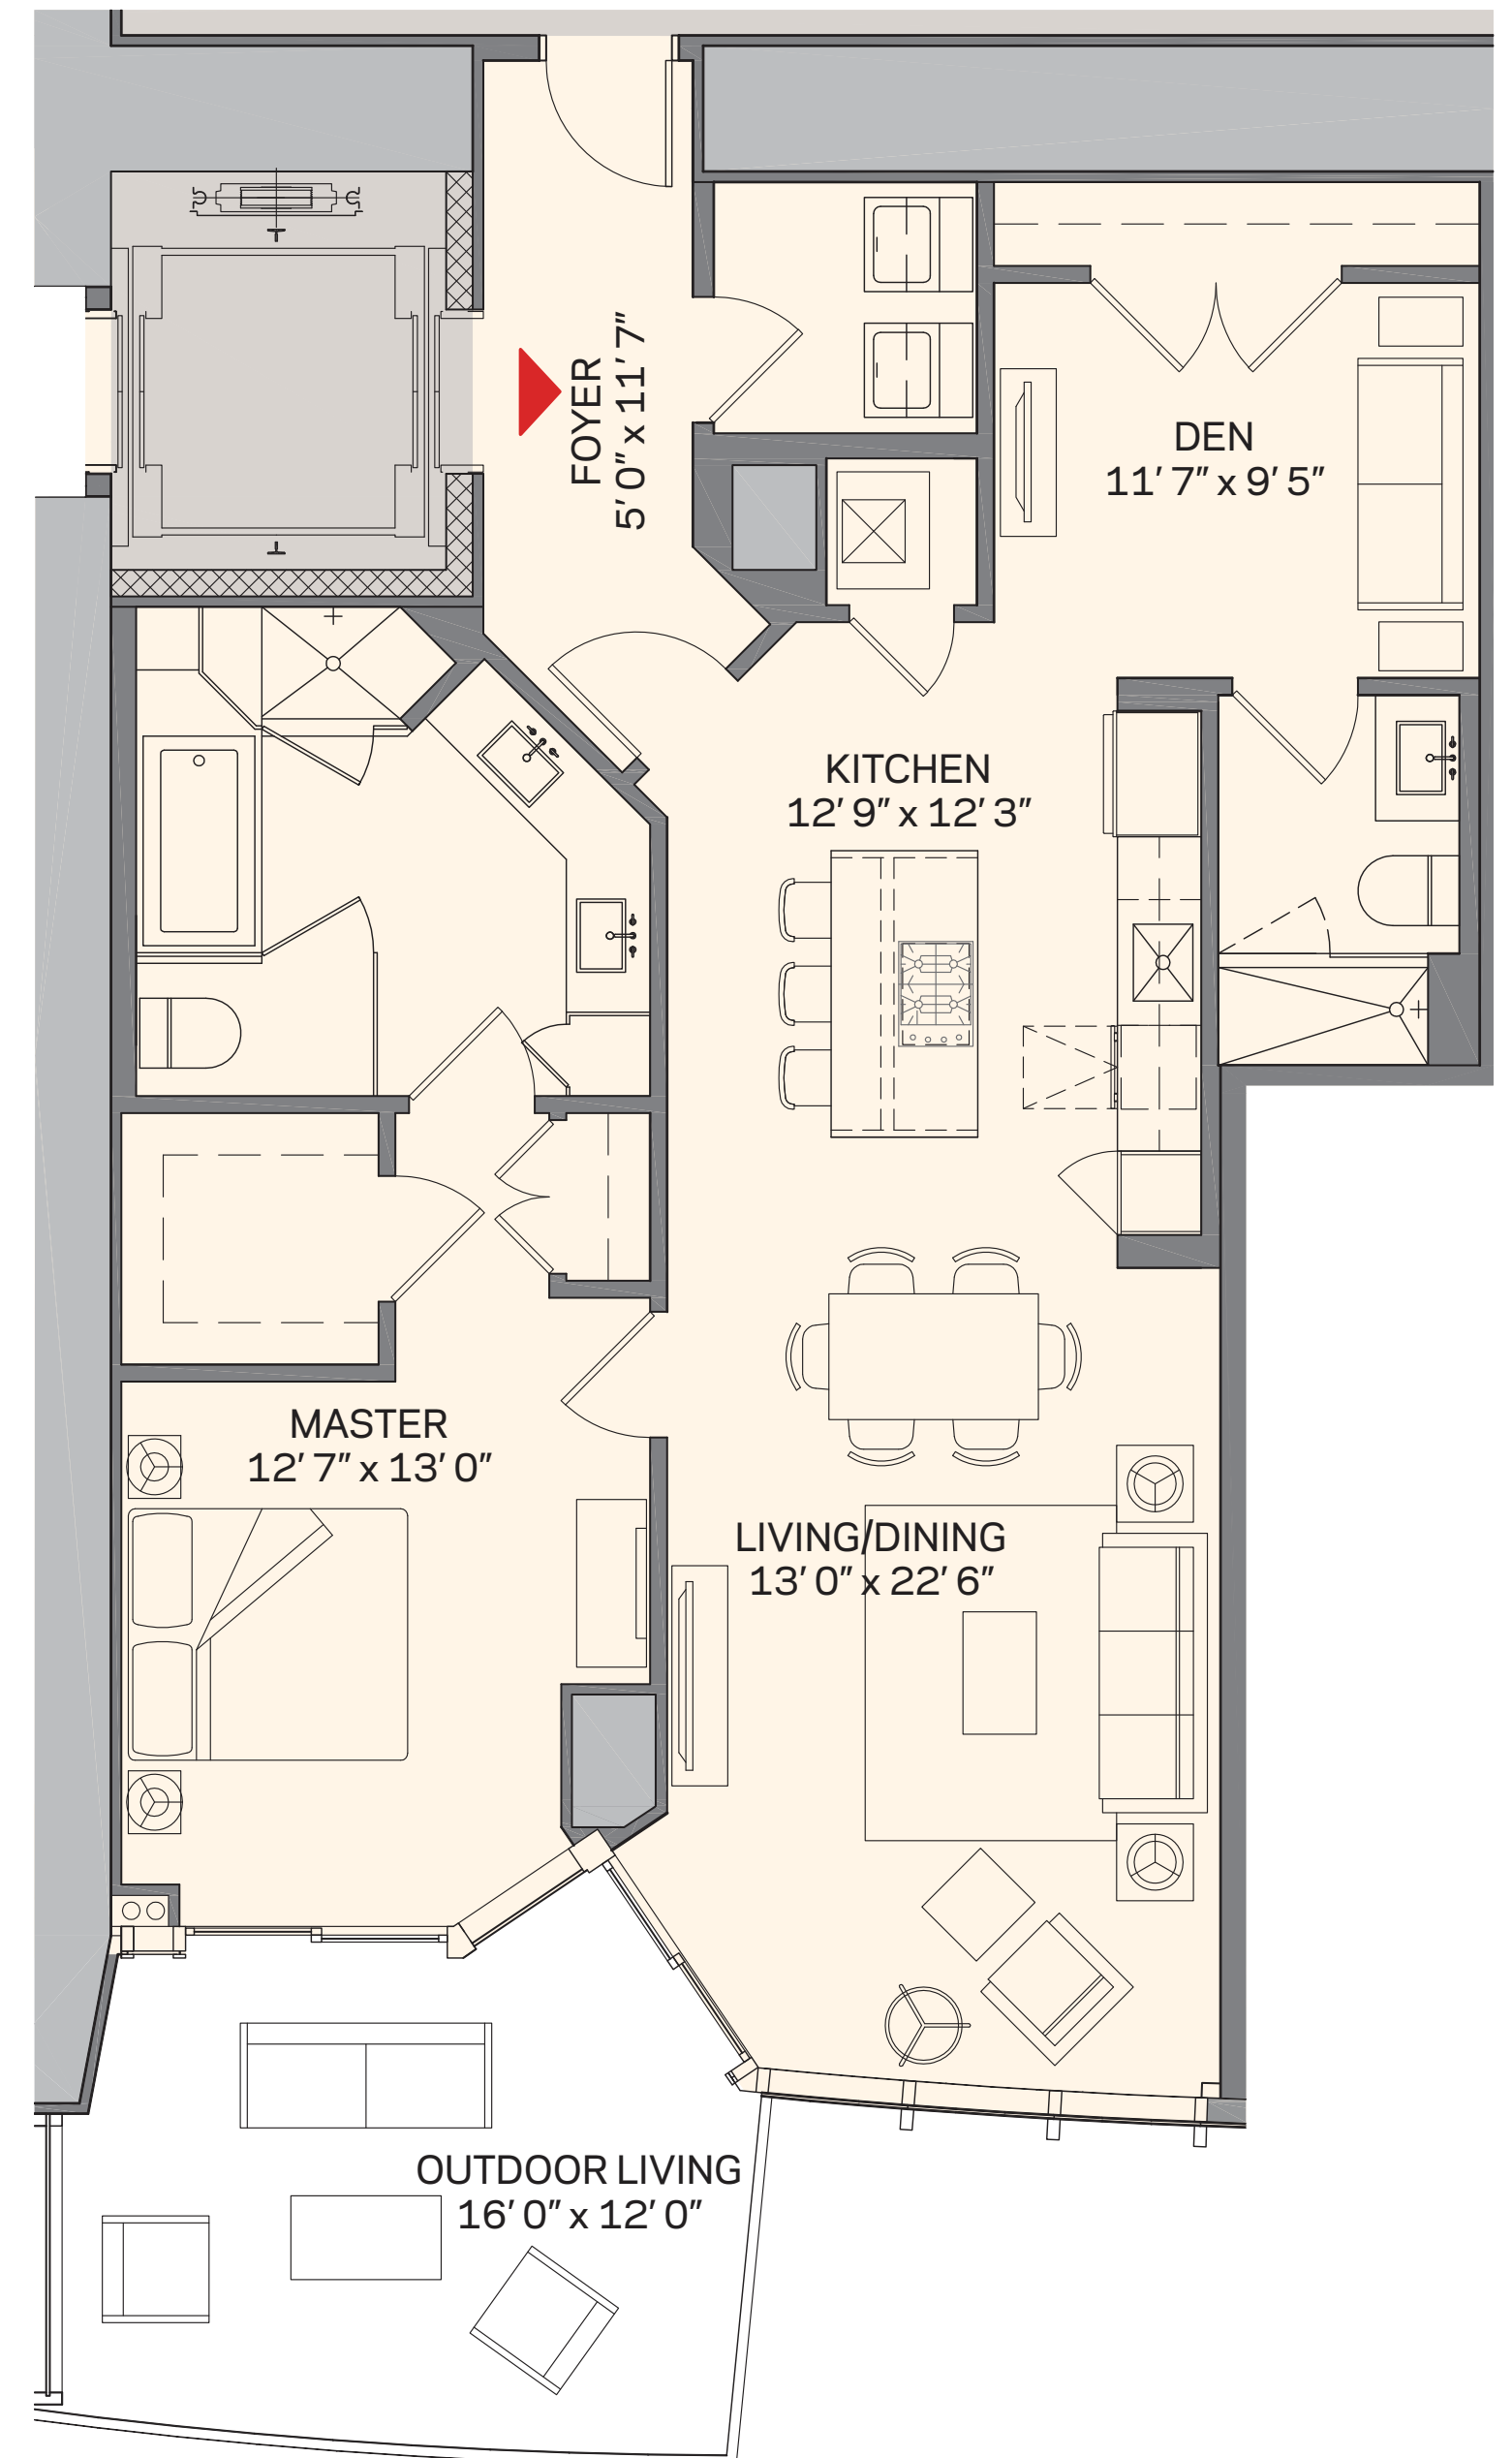 FOYER
5′ 0″ x 11′ 7″
DEN
11′ 7″ x 9′ 5″
KITCHEN
12′ 9″ x 12′ 3″
MASTER
12′ 7″ x 13′ 0″
LIVING/DINING
13′ 0″ x 22′ 6″
OUTDOOR LIVING
16′ 0″ x 12′ 0″